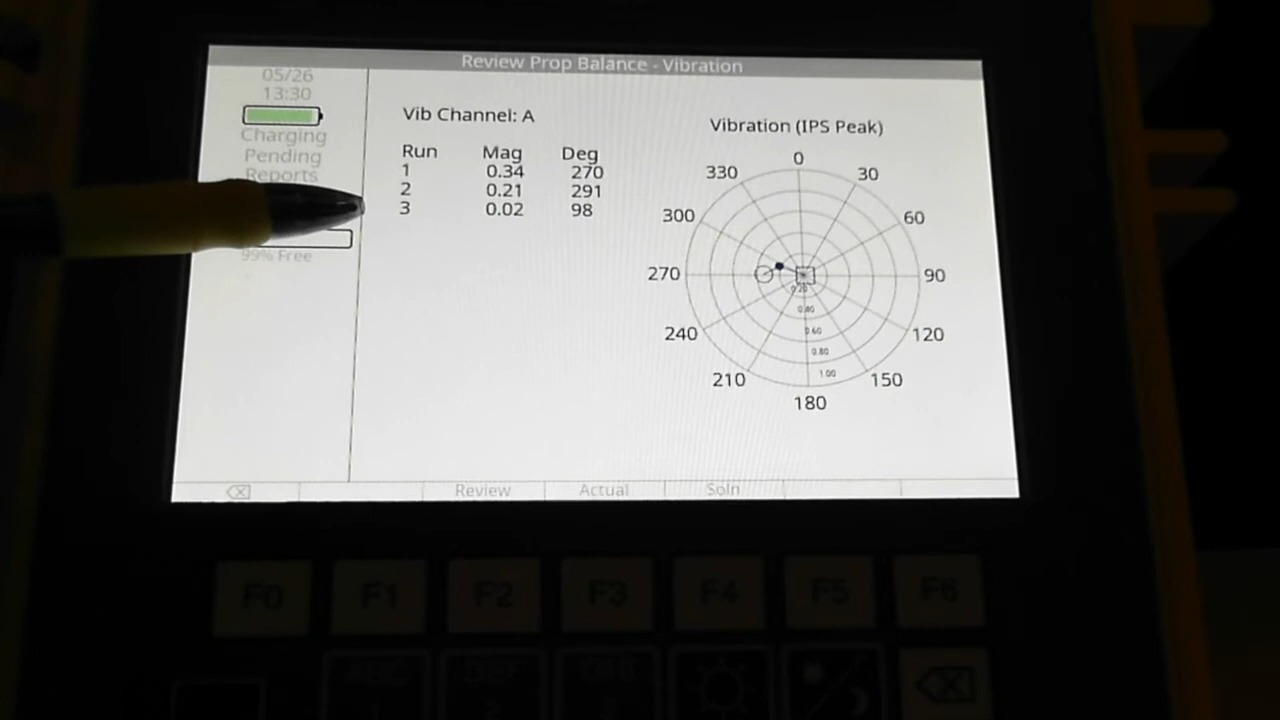 Review Prop Balance - Vibration
05/26
13:30
Charging
Pending
Reports
99% Free
Vib Channel: A
Run Mag Deg
1 0.34 270
2 0.21 291
3 0.02 98
Vibration (IPS Peak)
0
330 30
300 60
270 90
0.20
0.40
240 0.60 120
0.80
210 1.00 150
180
Review Actual Soln
F0 F1 F2 F3 F4 F5 F6